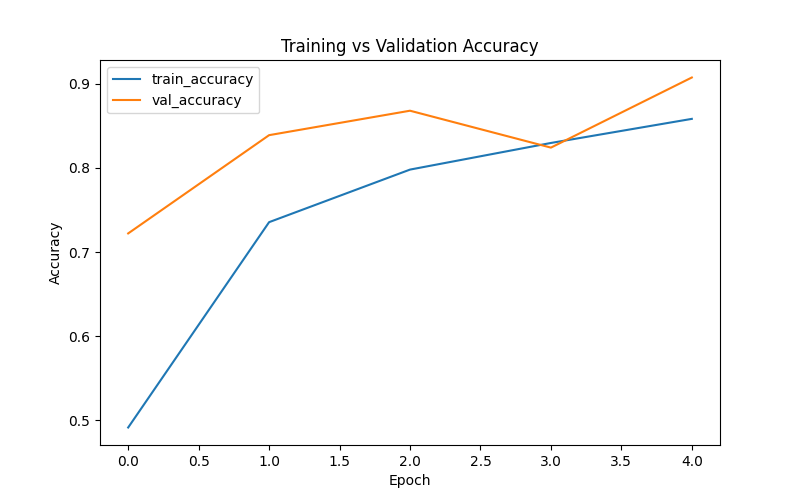 Training vs Validation Accuracy
train_accuracy
val_accuracy
Accuracy
0.9
0.8
0.7
0.6
0.5
0.0 0.5 1.0 1.5 2.0 2.5 3.0 3.5 4.0
Epoch